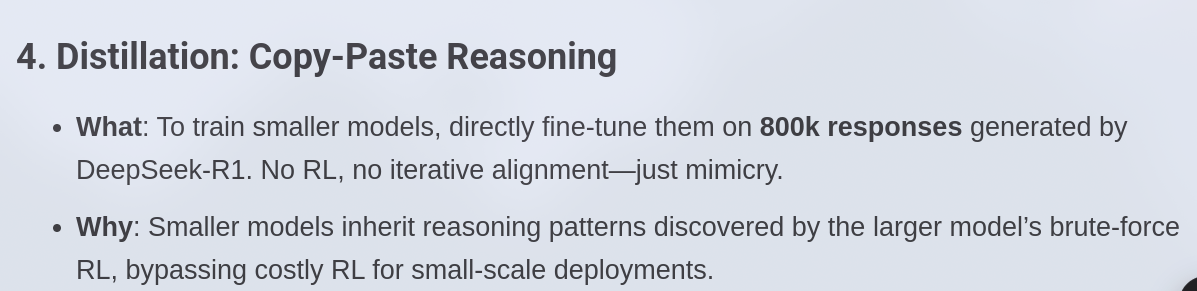 4. Distillation: Copy-Paste Reasoning
• What: To train smaller models, directly fine-tune them on 800k responses generated by
DeepSeek-R1. No RL, no iterative alignment—just mimicry.
• Why: Smaller models inherit reasoning patterns discovered by the larger model’s brute-force
RL, bypassing costly RL for small-scale deployments.